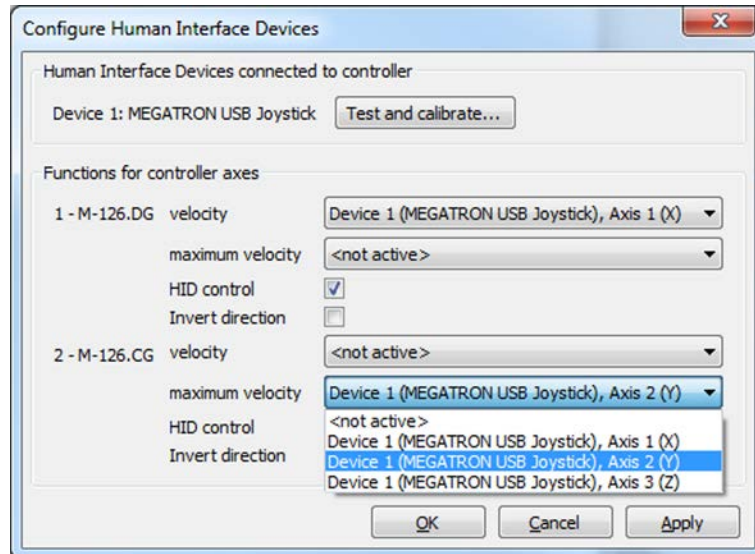 Configure Human Interface Devices
Human Interface Devices connected to controller
Device 1: MEGATRON USB Joystick Test and calibrate...
Functions for controller axes
1 - M-126.DG velocity Device 1 (MEGATRON USB Joystick), Axis 1 (X)
maximum velocity <not active>
HID control
Invert direction
2 - M-126.CG velocity <not active>
maximum velocity Device 1 (MEGATRON USB Joystick), Axis 2 (Y)
HID control <not active>
Device 1 (MEGATRON USB Joystick), Axis 1 (X)
Invert direction Device 1 (MEGATRON USB Joystick), Axis 2 (Y)
Device 1 (MEGATRON USB Joystick), Axis 3 (Z)
OK Cancel Apply